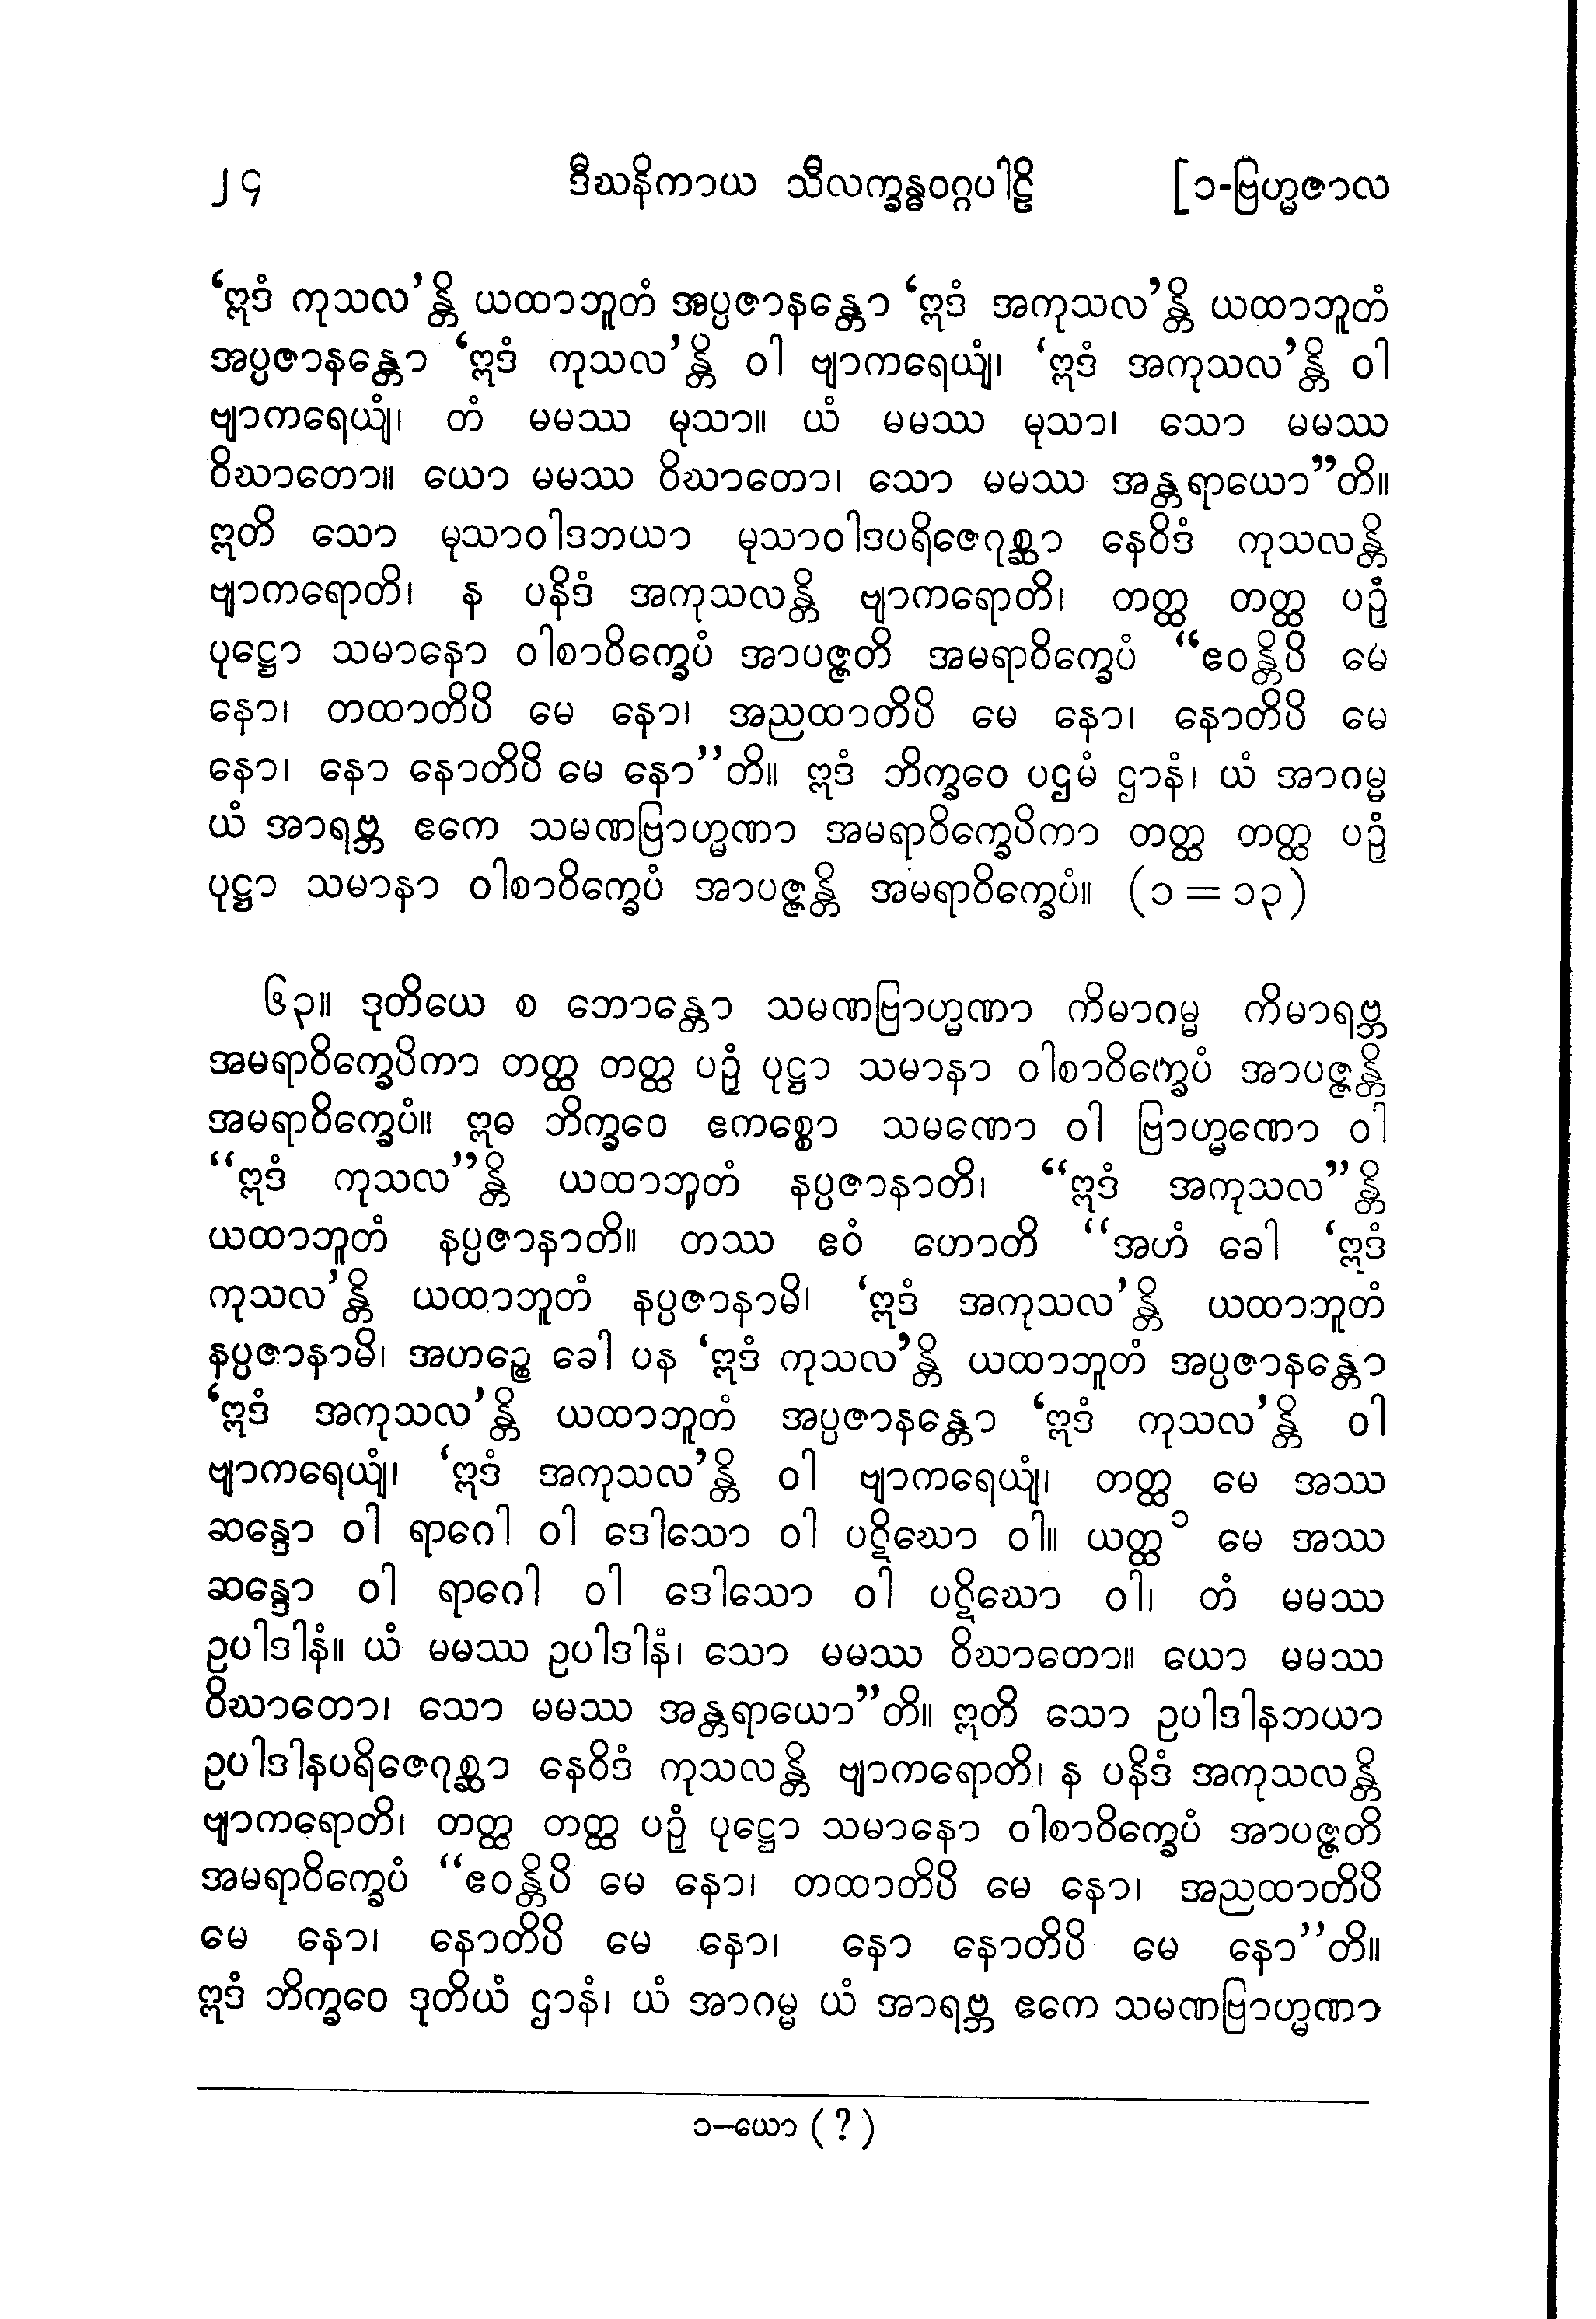 ၂၄ ဒီဃနိကာယ သီလက္ခန္ဓဝဂ္ဂပါဠိ [၁-ဗြဟ္မဇာလ
‘ဣဒံ ကုသလ’န္တိ ယထာဘူတံ အပ္ပဇာနန္တော ‘ဣဒံ အကုသလ’န္တိ ယထာဘူတံ
အပ္ပဇာနန္တော ‘ဣဒံ ကုသလ’န္တိ ဝါ ဗျာကရေယျံ၊ ‘ဣဒံ အကုသလ’န္တိ ဝါ
ဗျာကရေယျံ၊ တံ မမဿ မုသာ။ ယံ မမဿ မုသာ၊ သော မမဿ
ဝိဃာတော။ ယော မမဿ ဝိဃာတော၊ သော မမဿ အန္တရာယော”တိ။
ဣတိ သော မုသာဝါဒဘယာ မုသာဝါဒပရိဇေဂုစ္ဆာ နေဝိဒံ ကုသလန္တိ
ဗျာကရောတိ၊ န ပနိဒံ အကုသလန္တိ ဗျာကရောတိ၊ တတ္ထ တတ္ထ ပဉှံ
ပုဋ္ဌော သမာနော ဝါစာဝိက္ခေပံ အာပဇ္ဇတိ အမရာဝိက္ခေပံ “ဧဝန္တိပိ မေ
နော၊ တထာတိပိ မေ နော၊ အညထာတိပိ မေ နော၊ နောတိပိ မေ
နော၊ နော နောတိပိ မေ နော”တိ။ ဣဒံ ဘိက္ခဝေ ပဌမံ ဌာနံ၊ ယံ အာဂမ္မ
ယံ အာရဗ္ဘ ဧကေ သမဏဗြာဟ္မဏာ အမရာဝိက္ခေပိကာ တတ္ထ တတ္ထ ပဉှံ
ပုဋ္ဌာ သမာနာ ဝါစာဝိက္ခေပံ အာပဇ္ဇန္တိ အမရာဝိက္ခေပံ။ (၁ = ၁၃)
၆၃။ ဒုတိယေ စ ဘောန္တော သမဏဗြာဟ္မဏာ ကိမာဂမ္မ ကိမာရဗ္ဘ
အမရာဝိက္ခေပိကာ တတ္ထ တတ္ထ ပဉှံ ပုဋ္ဌာ သမာနာ ဝါစာဝိက္ခေပံ အာပဇ္ဇန္တိ
အမရာဝိက္ခေပံ။ ဣဓ ဘိက္ခဝေ ဧကစ္စော သမဏော ဝါ ဗြာဟ္မဏော ဝါ
“ဣဒံ ကုသလ”န္တိ ယထာဘူတံ နပ္ပဇာနာတိ၊ “ဣဒံ အကုသလ”န္တိ
ယထာဘူတံ နပ္ပဇာနာတိ။ တဿ ဧဝံ ဟောတိ “အဟံ ခေါ ‘ဣဒံ
ကုသလ’န္တိ ယထာဘူတံ နပ္ပဇာနာမိ၊ ‘ဣဒံ အကုသလ’န္တိ ယထာဘူတံ
နပ္ပဇာနာမိ၊ အဟဉ္စေ ခေါ ပန ‘ဣဒံ ကုသလ’န္တိ ယထာဘူတံ အပ္ပဇာနန္တော
‘ဣဒံ အကုသလ’န္တိ ယထာဘူတံ အပ္ပဇာနန္တော ‘ဣဒံ ကုသလ’န္တိ ဝါ
ဗျာကရေယျံ၊ ‘ဣဒံ အကုသလ’န္တိ ဝါ ဗျာကရေယျံ၊ တတ္ထ မေ အဿ
ဆန္ဒော ဝါ ရာဂေါ ဝါ ဒေါသော ဝါ ပဋိဃော ဝါ။ ယတ္ထ ၁ မေ အဿ
ဆန္ဒော ဝါ ရာဂေါ ဝါ ဒေါသော ဝါ ပဋိဃော ဝါ၊ တံ မမဿ
ဥပါဒါနံ။ ယံ မမဿ ဥပါဒါနံ၊ သော မမဿ ဝိဃာတော။ ယော မမဿ
ဝိဃာတော၊ သော မမဿ အန္တရာယော”တိ။ ဣတိ သော ဥပါဒါနဘယာ
ဥပါဒါနပရိဇေဂုစ္ဆာ နေဝိဒံ ကုသလန္တိ ဗျာကရောတိ၊ န ပနိဒံ အကုသလန္တိ
ဗျာကရောတိ၊ တတ္ထ တတ္ထ ပဉှံ ပုဋ္ဌော သမာနော ဝါစာဝိက္ခေပံ အာပဇ္ဇတိ
အမရာဝိက္ခေပံ “ဧဝန္တိပိ မေ နော၊ တထာတိပိ မေ နော၊ အညထာတိပိ
မေ နော၊ နောတိပိ မေ နော၊ နော နောတိပိ မေ နော”တိ။
ဣဒံ ဘိက္ခဝေ ဒုတိယံ ဌာနံ၊ ယံ အာဂမ္မ ယံ အာရဗ္ဘ ဧကေ သမဏဗြာဟ္မဏာ
၁–ယော (?)